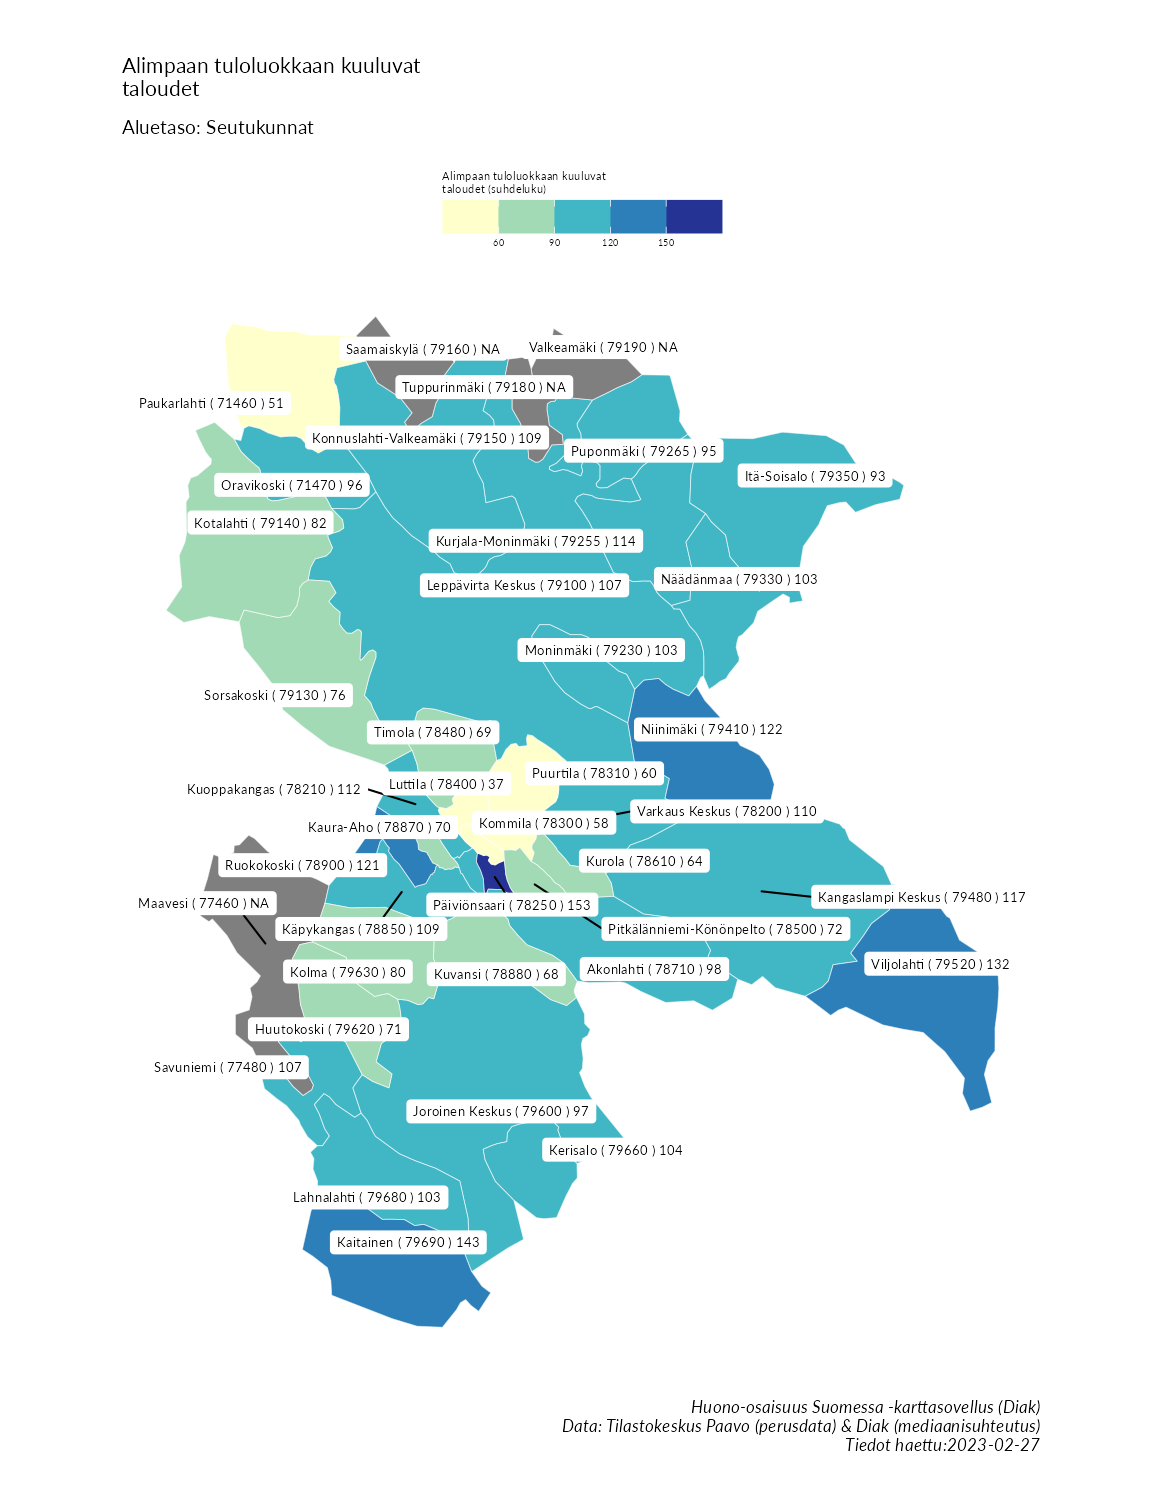 Alimpaan tuloluokkaan kuuluvat
taloudet
Aluetaso: Seutukunnat
Alimpaan tuloluokkaan kuuluvat
taloudet (suhdeluku)
60 90 120 150
Saamaiskylä ( 79160 ) NA
Valkeamäki ( 79190 ) NA
Tuppurinmäki ( 79180 ) NA
Paukarlahti ( 71460 ) 51
Konnuslahti-Valkeamäki ( 79150 ) 109
Puponmäki ( 79265 ) 95
Itä-Soisalo ( 79350 ) 93
Oravikoski ( 71470 ) 96
Kotalahti ( 79140 ) 82
Kurjala-Moninmäki ( 79255 ) 114
Näädänmaa ( 79330 ) 103
Leppävirta Keskus ( 79100 ) 107
Moninmäki ( 79230 ) 103
Sorsakoski ( 79130 ) 76
Niinimäki ( 79410 ) 122
Timola ( 78480 ) 69
Puurtila ( 78310 ) 60
Luttila ( 78400 ) 37
Kuoppakangas ( 78210 ) 112
Varkaus Keskus ( 78200 ) 110
Kommila ( 78300 ) 58
Kaura-Aho ( 78870 ) 70
Kurola ( 78610 ) 64
Ruokokoski ( 78900 ) 121
Kangaslampi Keskus ( 79480 ) 117
Maavesi ( 77460 ) NA
Päiviönsaari ( 78250 ) 153
Käpykangas ( 78850 ) 109
Pitkälänniemi-Könönpelto ( 78500 ) 72
Viljolahti ( 79520 ) 132
Akonlahti ( 78710 ) 98
Kolma ( 79630 ) 80
Kuvansi ( 78880 ) 68
Huutokoski ( 79620 ) 71
Savuniemi ( 77480 ) 107
Joroinen Keskus ( 79600 ) 97
Kerisalo ( 79660 ) 104
Lahnalahti ( 79680 ) 103
Kaitainen ( 79690 ) 143
Huono-osaisuus Suomessa -karttasovellus (Diak)
Data: Tilastokeskus Paavo (perusdata) & Diak (mediaanisuhteutus)
Tiedot haettu:2023-02-27